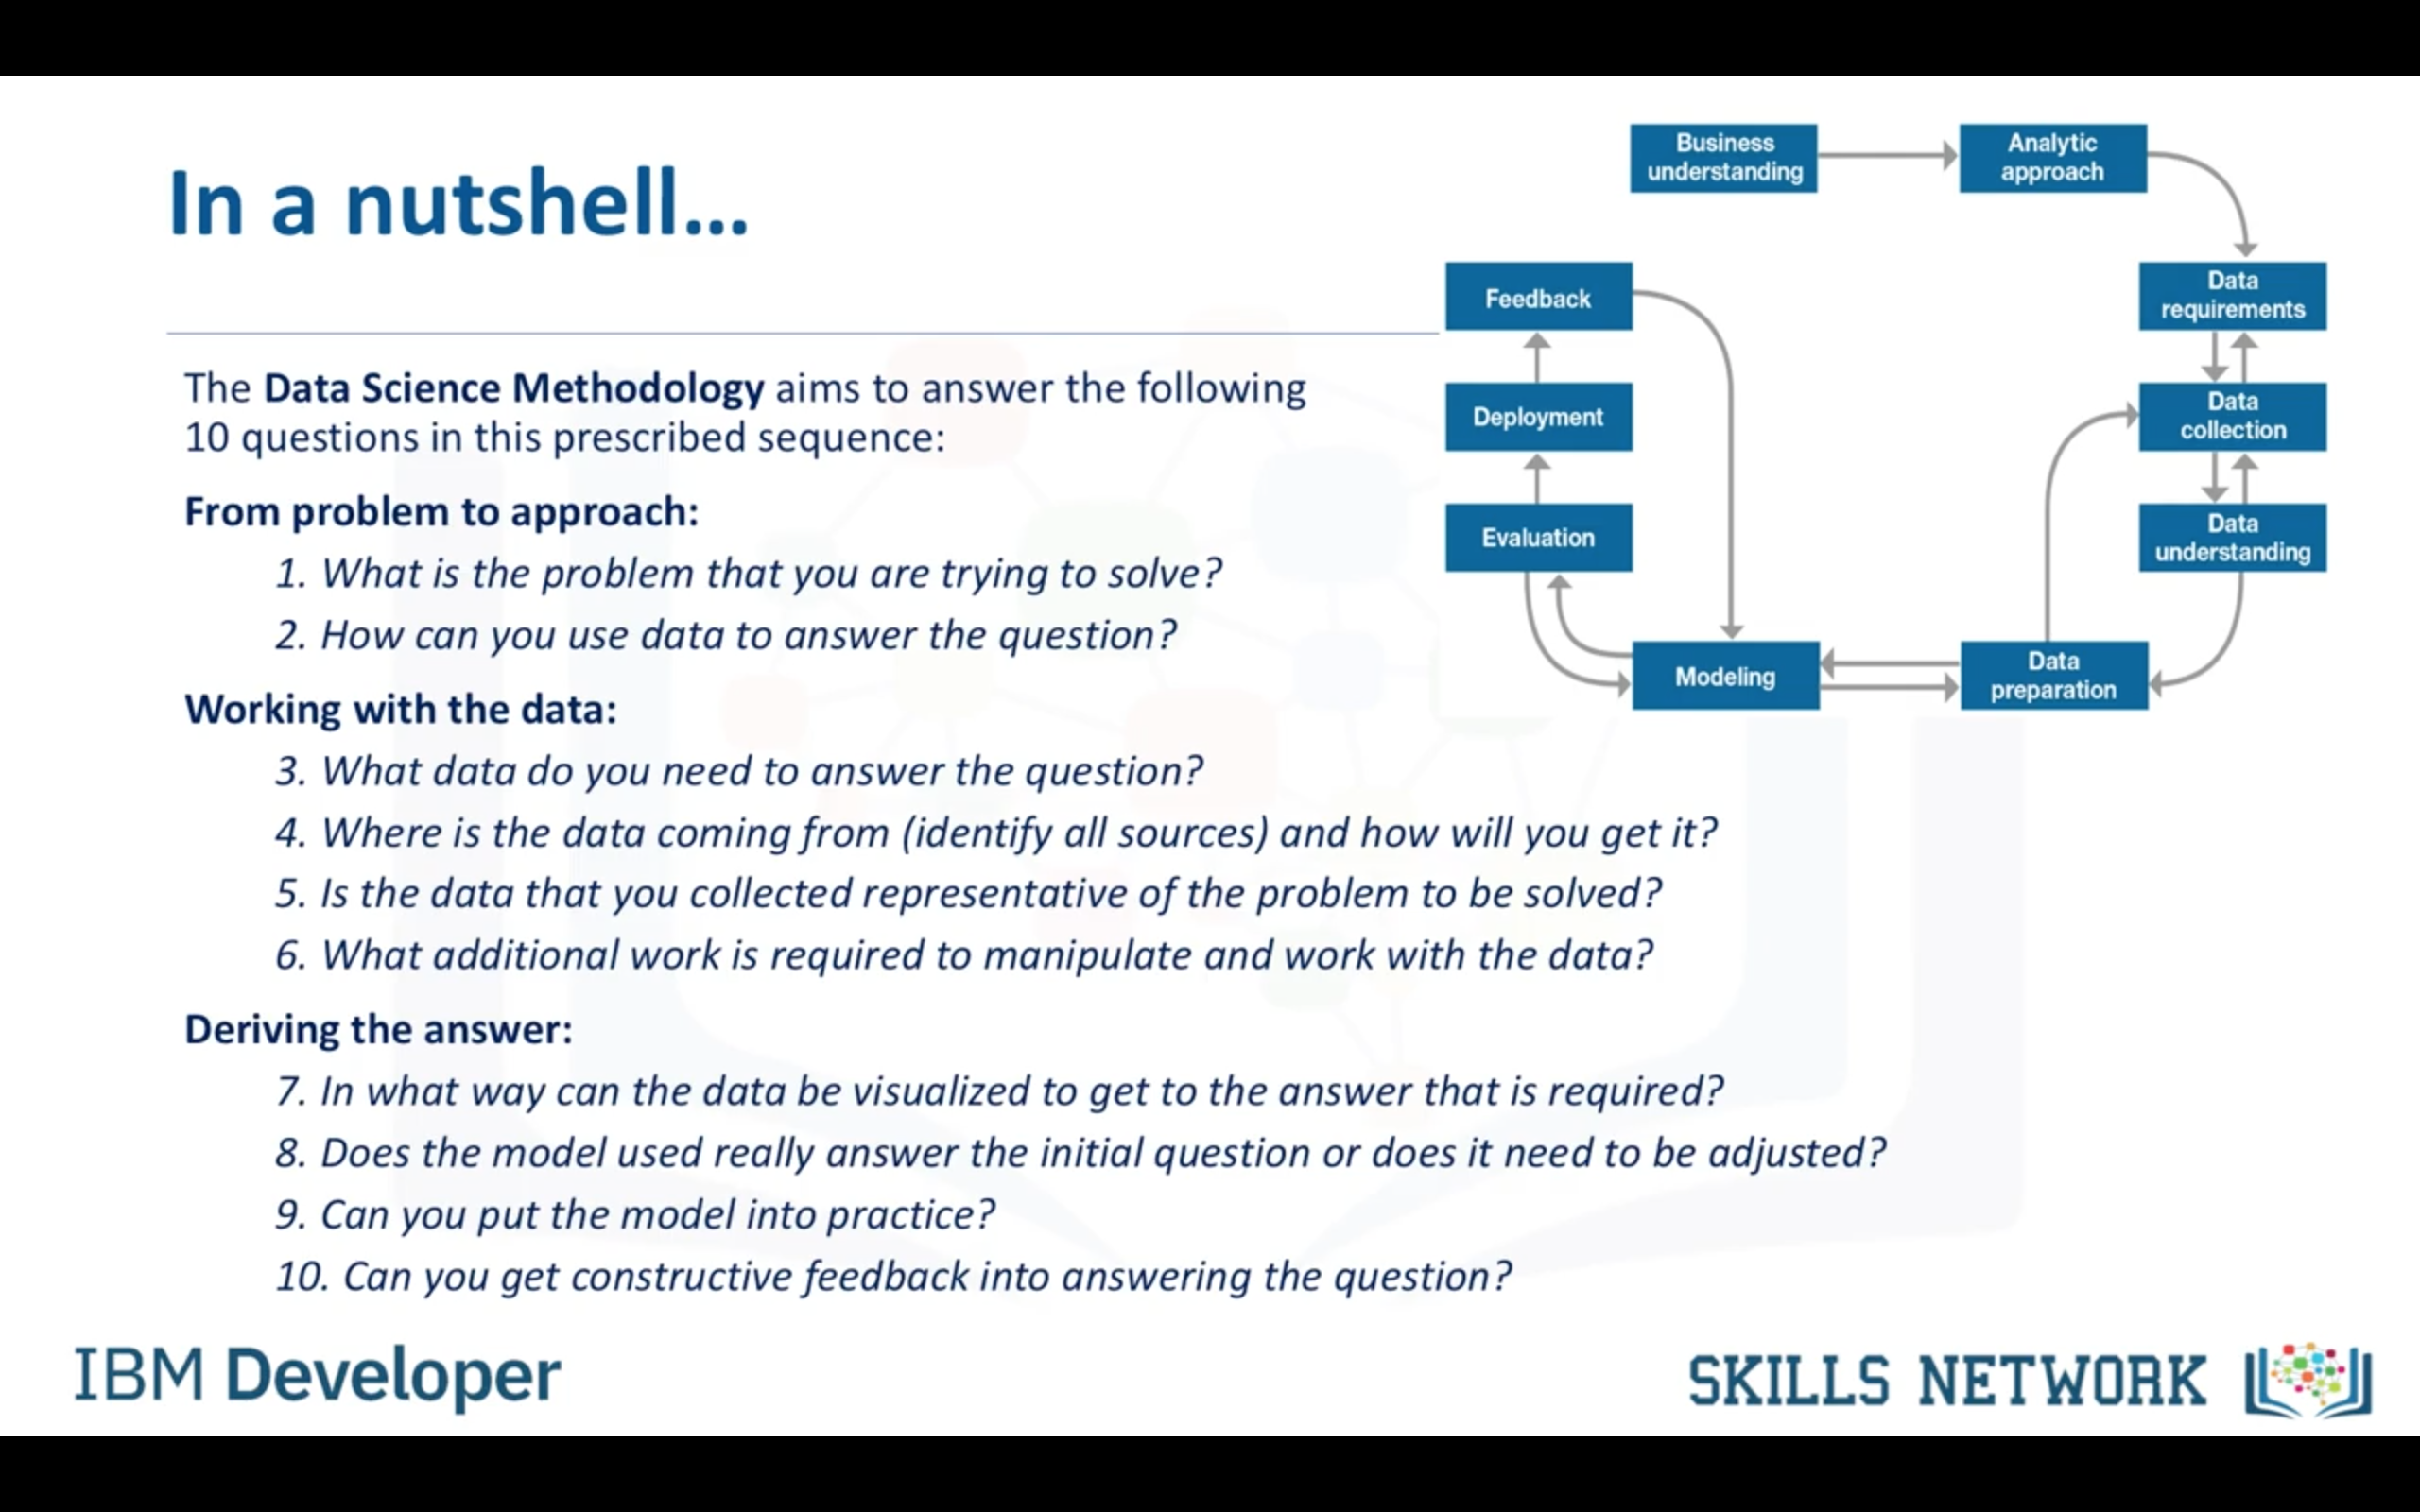 In a nutshell...
Business
understanding
Analytic
approach
Feedback
Data
requirements
Deployment
Data
collection
Evaluation
Data
understanding
Modeling
Data
preparation
The Data Science Methodology aims to answer the following
10 questions in this prescribed sequence:
From problem to approach:
1. What is the problem that you are trying to solve?
2. How can you use data to answer the question?
Working with the data:
3. What data do you need to answer the question?
4. Where is the data coming from (identify all sources) and how will you get it?
5. Is the data that you collected representative of the problem to be solved?
6. What additional work is required to manipulate and work with the data?
Deriving the answer:
7. In what way can the data be visualized to get to the answer that is required?
8. Does the model used really answer the initial question or does it need to be adjusted?
9. Can you put the model into practice?
10. Can you get constructive feedback into answering the question?
IBM Developer
SKILLS NETWORK